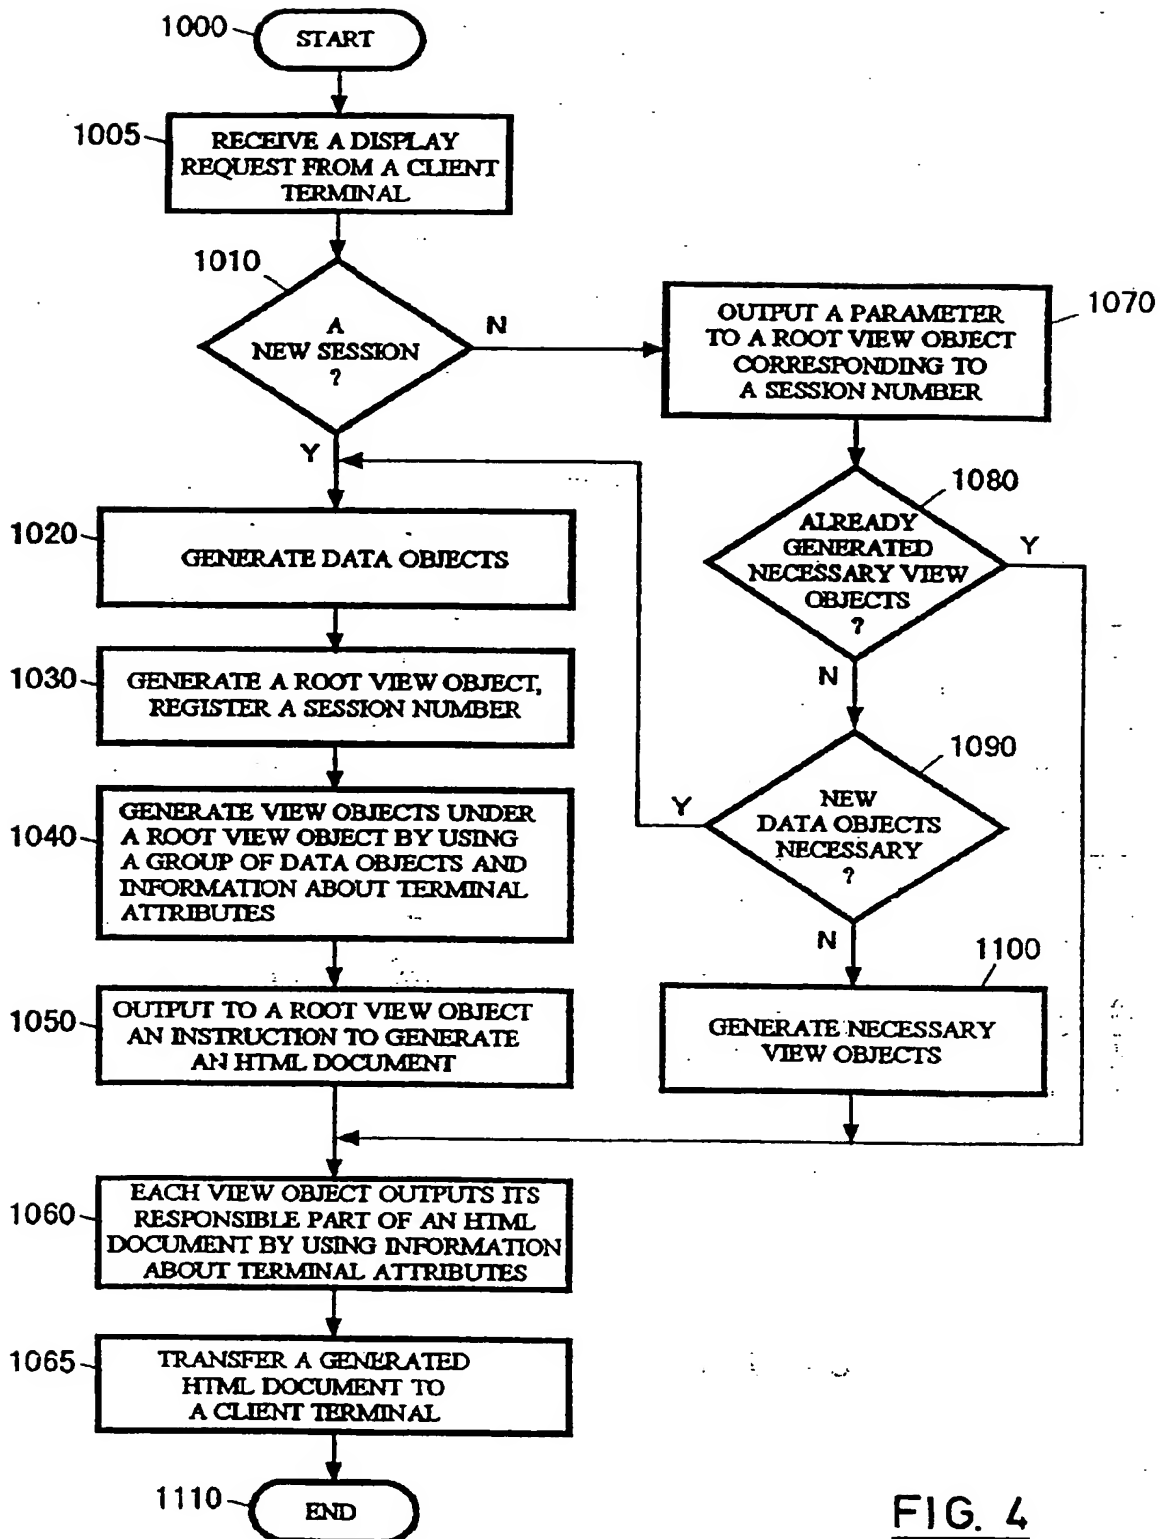 1000
START
1005
RECEIVE A DISPLAY
REQUEST FROM A CLIENT
TERMINAL
1010
A
NEW SESSION
?
N
Y
1070
OUTPUT A PARAMETER
TO A ROOT VIEW OBJECT
CORRESPONDING TO
A SESSION NUMBER
1080
ALREADY
GENERATED
NECESSARY VIEW
OBJECTS
?
Y
N
1020
GENERATE DATA OBJECTS
1030
GENERATE A ROOT VIEW OBJECT,
REGISTER A SESSION NUMBER
1090
NEW
DATA OBJECTS
NECESSARY
?
Y
N
1040
GENERATE VIEW OBJECTS UNDER
A ROOT VIEW OBJECT BY USING
A GROUP OF DATA OBJECTS AND
INFORMATION ABOUT TERMINAL
ATTRIBUTES
1100
GENERATE NECESSARY
VIEW OBJECTS
1050
OUTPUT TO A ROOT VIEW OBJECT
AN INSTRUCTION TO GENERATE
AN HTML DOCUMENT
1060
EACH VIEW OBJECT OUTPUTS ITS
RESPONSIBLE PART OF AN HTML
DOCUMENT BY USING INFORMATION
ABOUT TERMINAL ATTRIBUTES
1065
TRANSFER A GENERATED
HTML DOCUMENT TO
A CLIENT TERMINAL
1110
END
FIG. 4